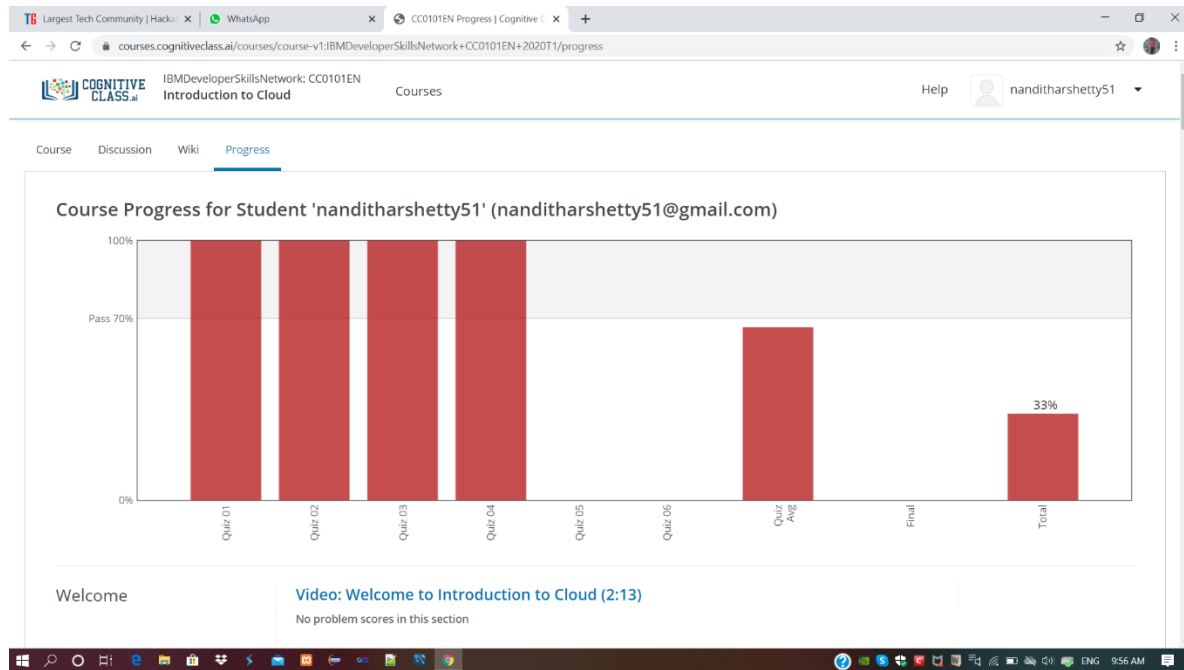 Largest Tech Community | Hacka
WhatsApp
CC0101EN Progress | Cognitive C
courses.cognitiveclass.ai/courses/course-v1:IBMDeveloperSkillsNetwork+CC0101EN+2020T1/progress
COGNITIVE
CLASS.ai
IBMDeveloperSkillsNetwork: CC0101EN
Introduction to Cloud
Courses
Help
nanditharshetty51
Course Discussion Wiki Progress
Course Progress for Student 'nanditharshetty51' (nanditharshetty51@gmail.com)
100%
Pass 70%
33%
0%
Quiz 01
Quiz 02
Quiz 03
Quiz 04
Quiz 05
Quiz 06
Quiz
Avg
Final
Total
Welcome
Video: Welcome to Introduction to Cloud (2:13)
No problem scores in this section
ENG 9:56 AM